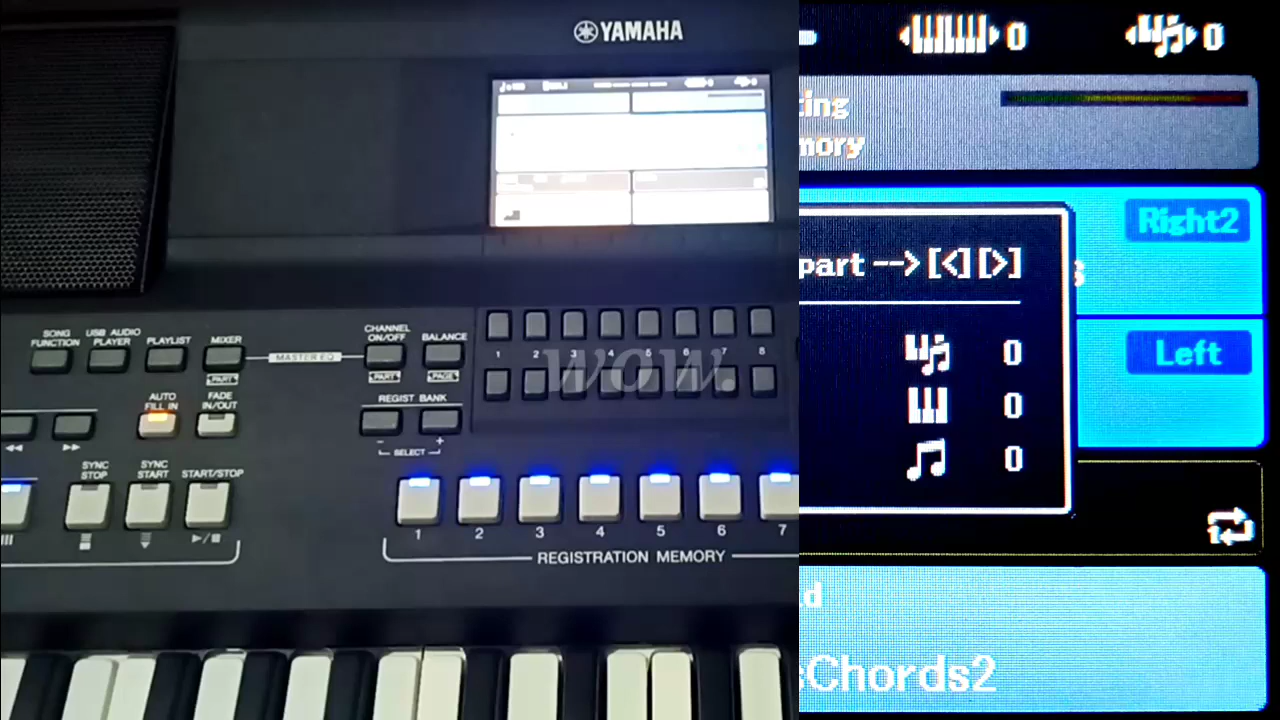 YAMAHA
SONG
FUNCTION
USB AUDIO
PLAYER
PLAYLIST
MIXER
PART
MASTER EQ
CHANNEL
ON/OFF
PART
BALANCE
PAGE
1 2 3 4 5 6 7 8
VOW.
AUTO
FILL IN
FADE
IN/OUT
REGIST BANK
- +
SELECT
SYNC
STOP
SYNC
START
START/STOP
1 2 3 4 5 6 7
REGISTRATION MEMORY
0 0
ting
mory
Right2
part --> [<] [>]
Left
0
0
0
d
Chords2